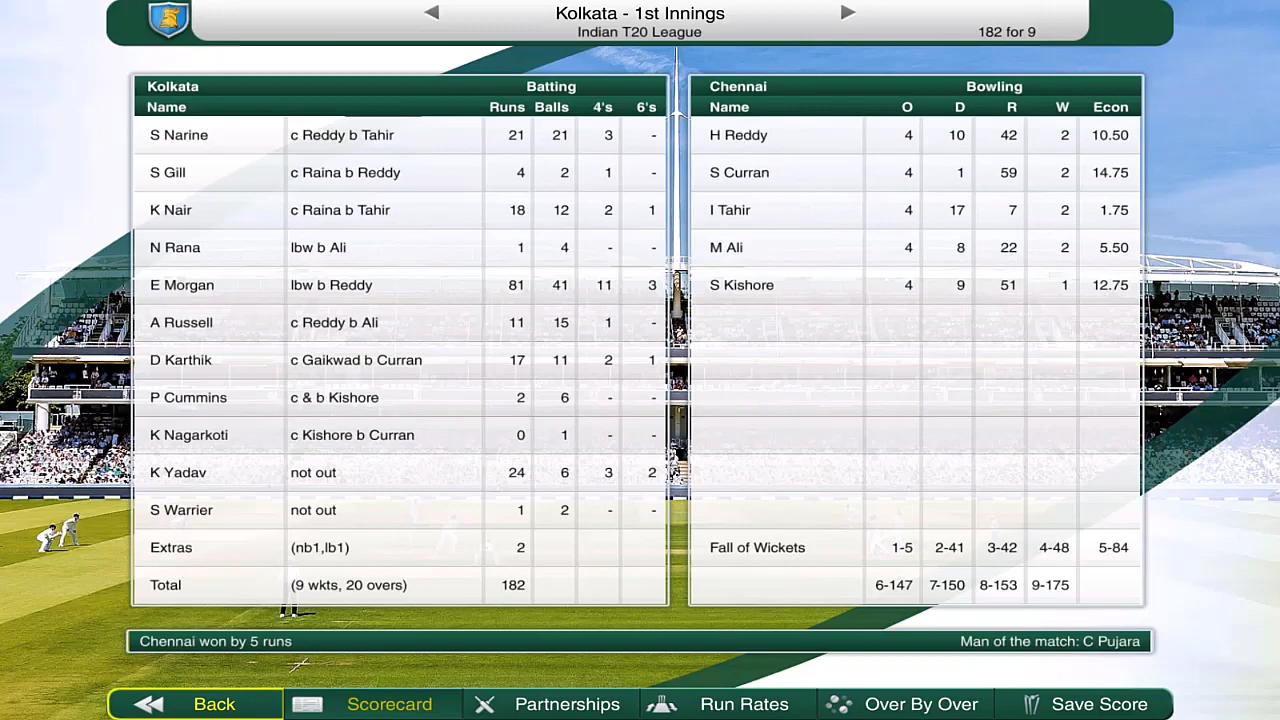 Kolkata - 1st Innings
Indian T20 League 182 for 9
Kolkata Batting
Name Runs Balls 4's 6's
S Narine c Reddy b Tahir 21 21 3 -
S Gill c Raina b Reddy 4 2 1 -
K Nair c Raina b Tahir 18 12 2 1
N Rana lbw b Ali 1 4 - -
E Morgan lbw b Reddy 81 41 11 3
A Russell c Reddy b Ali 11 15 1 -
D Karthik c Gaikwad b Curran 17 11 2 1
P Cummins c & b Kishore 2 6 - -
K Nagarkoti c Kishore b Curran 0 1 - -
K Yadav not out 24 6 3 2
S Warrier not out 1 2 - -
Extras (nb1,lb1) 2
Total (9 wkts, 20 overs) 182
Chennai Bowling
Name O D R W Econ
H Reddy 4 10 42 2 10.50
S Curran 4 1 59 2 14.75
I Tahir 4 17 7 2 1.75
M Ali 4 8 22 2 5.50
S Kishore 4 9 51 1 12.75
Fall of Wickets 1-5 2-41 3-42 4-48 5-84
6-147 7-150 8-153 9-175
Chennai won by 5 runs Man of the match: C Pujara
Back Scorecard Partnerships Run Rates Over By Over Save Score